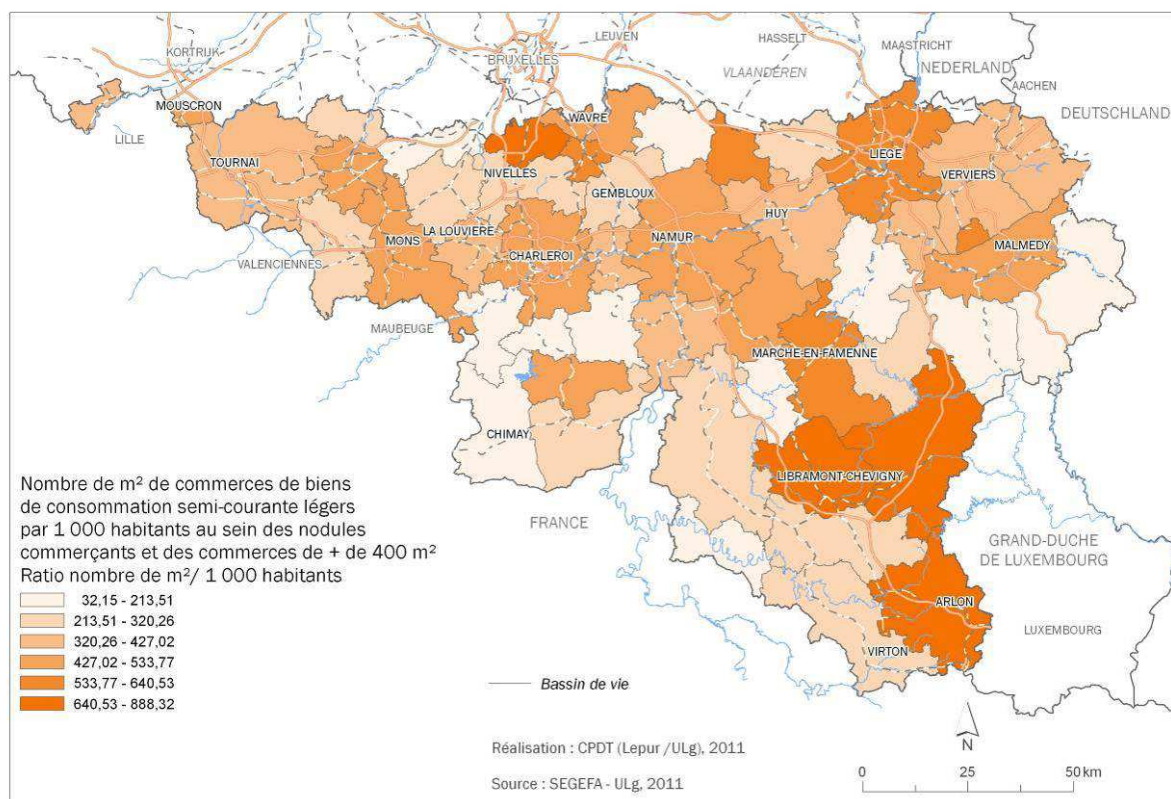 KORTRIJK
LEUVEN
HASSELT
MAASTRICHT
BRUXELLES
VLAANDEREN
NEDERLAND
AACHEN
MOUSCRON
DEUTSCHLAND
LILLE
WAVRE
LIEGE
TOURNAI
NIVELLES
VERVIERS
GEMBLOUX
HUY
LA LOUVIERE
NAMUR
MONS
MALMEDY
CHARLEROI
VALENCIENNES
MAUBEUGE
MARCHE-EN-FAMENNE
CHIMAY
LIBRAMONT-CHEVIGNY
FRANCE
GRAND-DUCHE
DE LUXEMBOURG
ARLON
LUXEMBOURG
VIRTON
Nombre de m² de commerces de biens
de consommation semi-courante légers
par 1 000 habitants au sein des nodules
commerçants et des commerces de + de 400 m²
Ratio nombre de m²/ 1 000 habitants
32,15 - 213,51
213,51 - 320,26
320,26 - 427,02
427,02 - 533,77
533,77 - 640,53
640,53 - 888,32
Bassin de vie
Réalisation : CPDT (Lepur /ULg), 2011
Source : SEGEFA - ULg, 2011
N
0 25 50 km